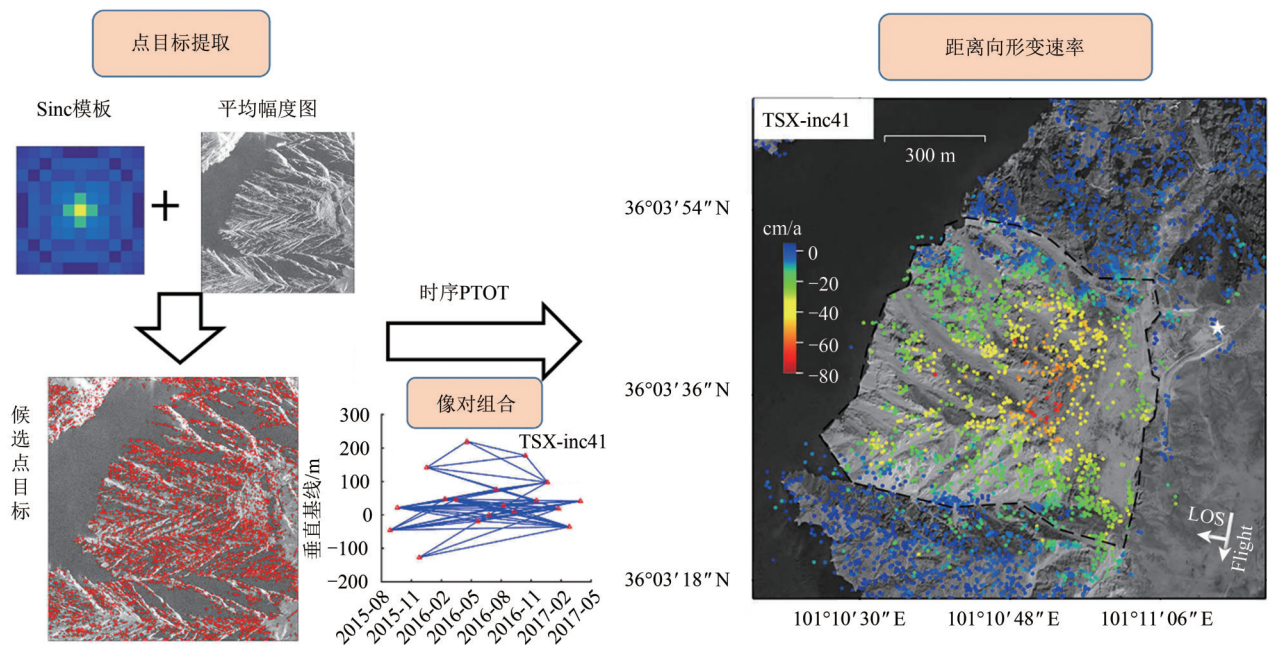 点目标提取
Sinc模板
平均幅度图
候选点目标
时序PTOT
像对组合
TSX-inc41
垂直基线/m
300
200
100
0
−100
−200
2015-08
2015-11
2016-02
2016-05
2016-08
2016-11
2017-02
2017-05
距离向形变速率
TSX-inc41
300 m
cm/a
0
−20
−40
−60
−80
36°03′54″N
36°03′36″N
36°03′18″N
101°10′30″E
101°10′48″E
101°11′06″E
LOS
Flight